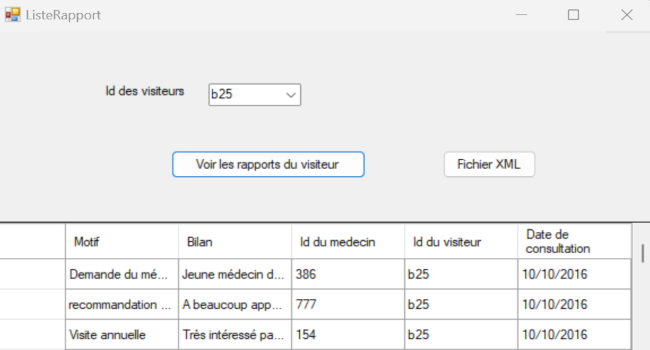 ListeRapport
Id des visiteurs b25
Voir les rapports du visiteur Fichier XML
Motif Bilan Id du medecin Id du visiteur Date de
consultation
Demande du mé... Jeune médecin d... 386 b25 10/10/2016
recommandation ... A beaucoup app... 777 b25 10/10/2016
Visite annuelle Très intéressé pa... 154 b25 10/10/2016